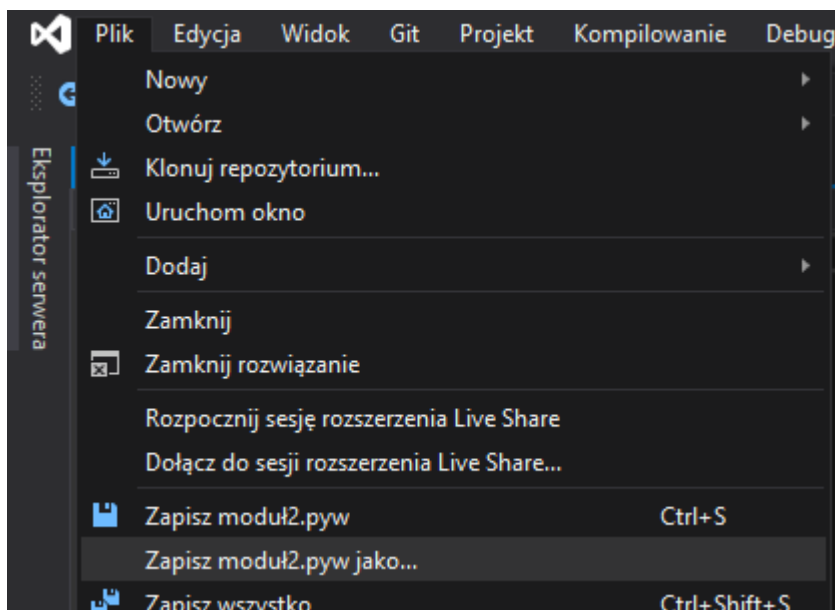 Plik Edycja Widok Git Projekt Kompilowanie Debug
Eksplorator serwera
Nowy
Otwórz
Klonuj repozytorium...
Uruchom okno
Dodaj
Zamknij
Zamknij rozwiązanie
Rozpocznij sesję rozszerzenia Live Share
Dołącz do sesji rozszerzenia Live Share...
Zapisz moduł2.pyw Ctrl+S
Zapisz moduł2.pyw jako...
Zapisz wszystko Ctrl+Shift+S